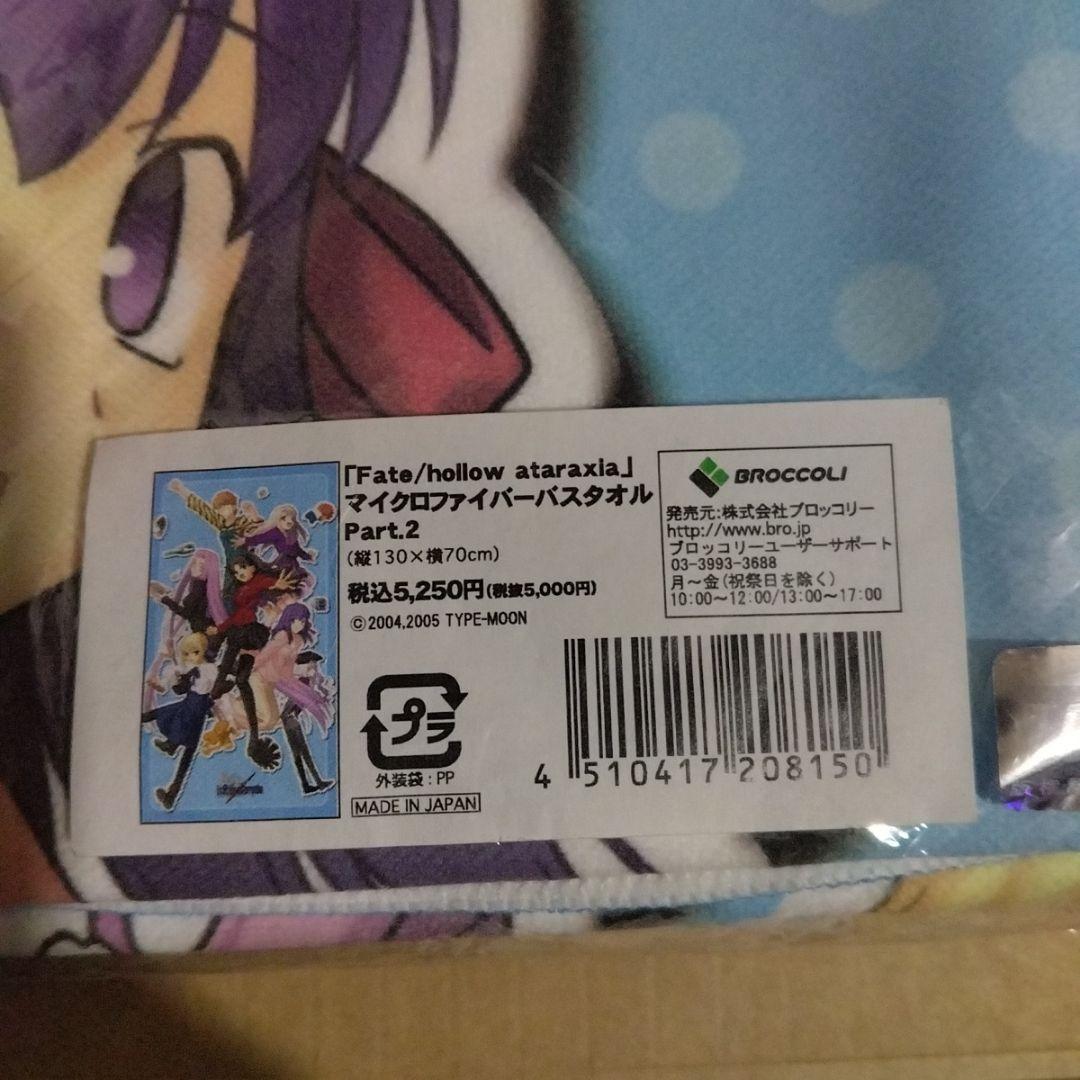 「Fate/hollow ataraxia」
マイクロファイバーバスタオル
Part.2
(縦130×横70cm)
税込5,250円(税抜5,000円)
©2004,2005 TYPE-MOON
プラ
外装袋:PP
MADE IN JAPAN
BROCCOLI
発売元:株式会社ブロッコリー
http://www.bro.jp
ブロッコリーユーザーサポート
03-3993-3688
月〜金(祝祭日を除く)
10:00〜12:00/13:00〜17:00
4 510417 208150